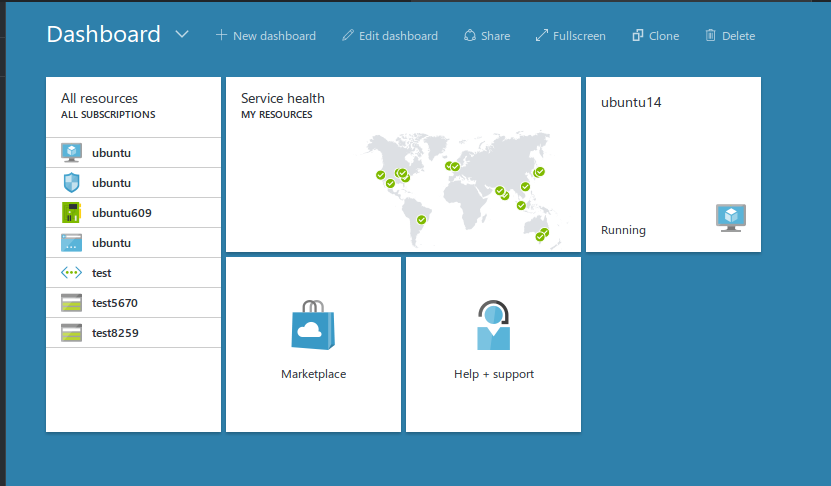 Dashboard
New dashboard
Edit dashboard
Share
Fullscreen
Clone
Delete
All resources
ALL SUBSCRIPTIONS
ubuntu
ubuntu
ubuntu609
ubuntu
test
test5670
test8259
Service health
MY RESOURCES
ubuntu14
Running
Marketplace
Help + support